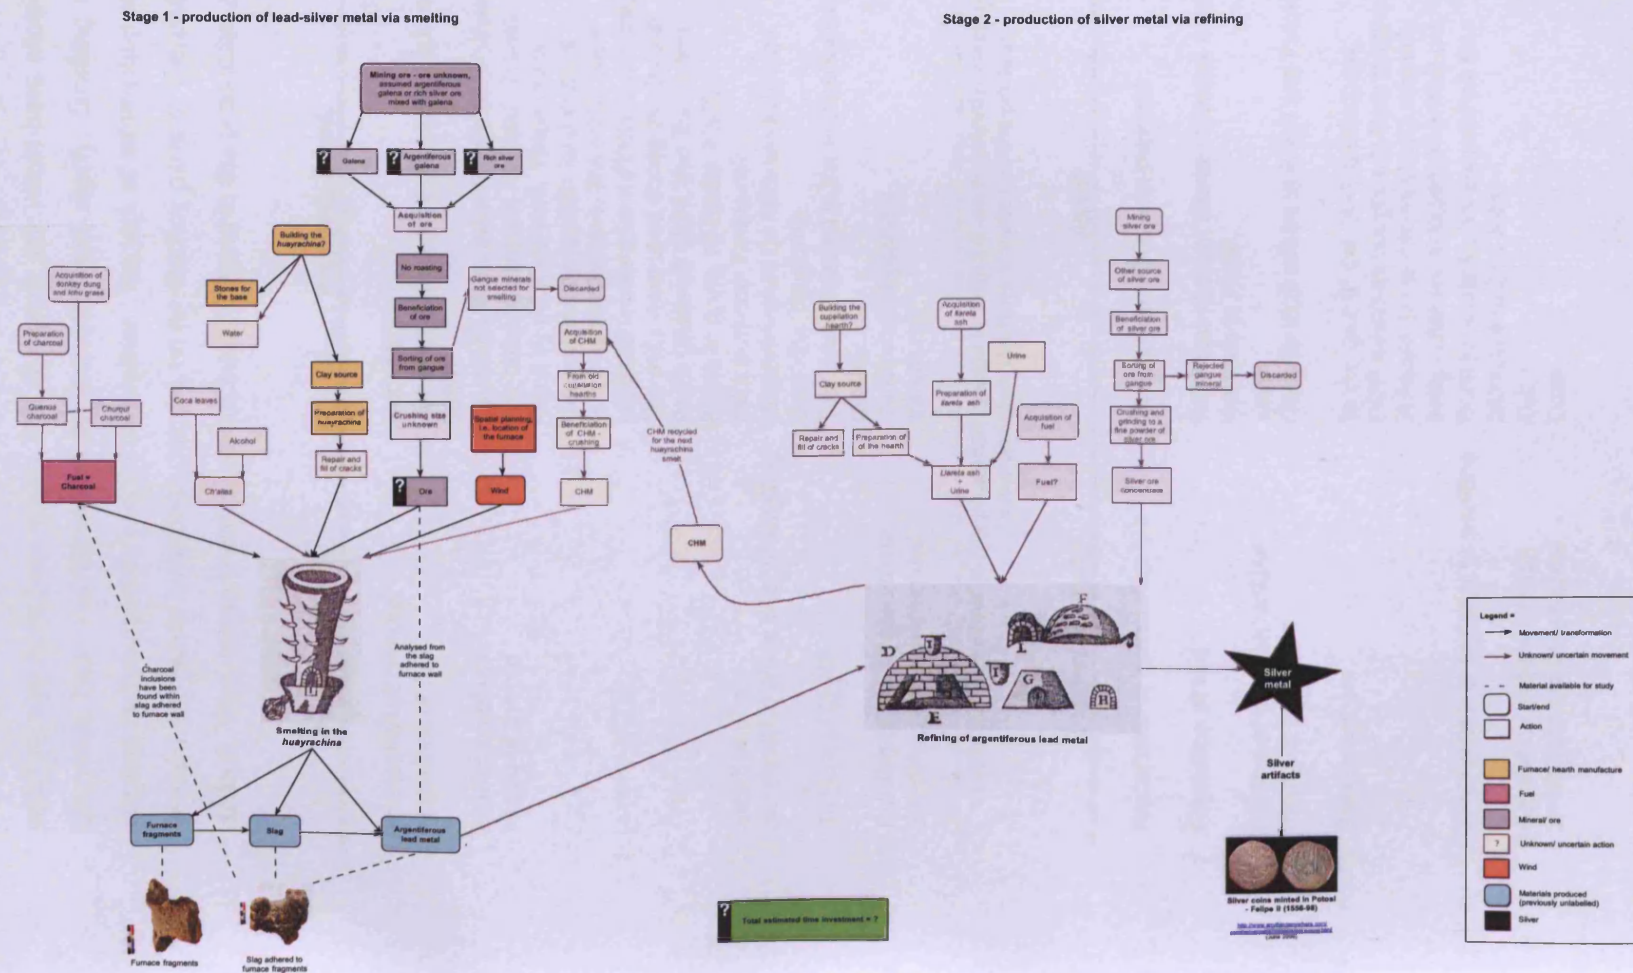 Stage 1 - production of lead-silver metal via smelting
Stage 2 - production of silver metal via refining
Mining ore - ore unknown,
assumed argentiferous
galena or rich silver ore
mixed with galena
?
Galena
?
Argentiferous
galena
?
Rich silver
ore
Acquisition
of ore
No roasting
Beneficiation
of ore
Sorting of ore
from gangue
Crushing size
unknown
?
Ore
Gangue minerals
not selected for
smelting
Discarded
Building the
huayrachina?
Stones for
the base
Water
Clay source
Preparation of
huayrachina
Repair and
fill of cracks
Acquisition of
donkey dung
and ichu grass
Preparation
of charcoal
Quenua
charcoal
Churqui
charcoal
Fuel =
Charcoal
Coca leaves
Alcohol
Ch'allas
Spatial planning,
i.e. location of
the furnace
Wind
Acquisition
of CHM
From old
cupellation
hearths
Beneficiation
of CHM -
crushing
CHM
CHM recycled
for the next
huayrachina
smelt
CHM
L
Smelting in the
huayrachina
Charcoal
inclusions
have been
found within
slag adhered
to furnace wall
Analysed from
the slag
adhered to
furnace wall
Furnace
fragments
Slag
Argentiferous
lead metal
Furnace fragments
Slag adhered to
furnace fragments
Building the
cupellation
hearth?
Clay source
Repair and
fill of cracks
Preparation of
of the hearth
Acquisition
of llareta
ash
Preparation of
llareta ash
Urine
Llareta ash
+
Urine
Acquisition of
fuel
Fuel?
Mining
silver ore
Other source
of silver ore
Beneficiation
of silver ore
Sorting of
ore from
gangue
Rejected
gangue
mineral
Discarded
Crushing and
grinding to a
fine powder of
silver ore
Silver ore
concentrate
D
E
F
I
G
H
Refining of argentiferous lead metal
Silver
metal
Silver
artifacts
Silver coins minted in Potosi
- Felipe II (1556-98)
?
Total estimated time investment = ?
Legend =
Movement/ transformation
Unknown/ uncertain movement
Material available for study
Start/end
Action
Furnace/ hearth manufacture
Fuel
Mineral/ ore
?
Unknown/ uncertain action
Wind
Materials produced
(previously unlabelled)
Silver